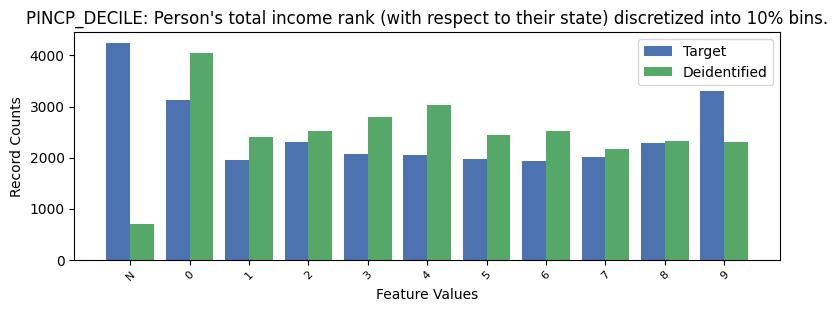 PINCP_DECILE: Person's total income rank (with respect to their state) discretized into 10% bins.
Target
Deidentified
Record Counts
4000
3000
2000
1000
0
N 0 1 2 3 4 5 6 7 8 9
Feature Values